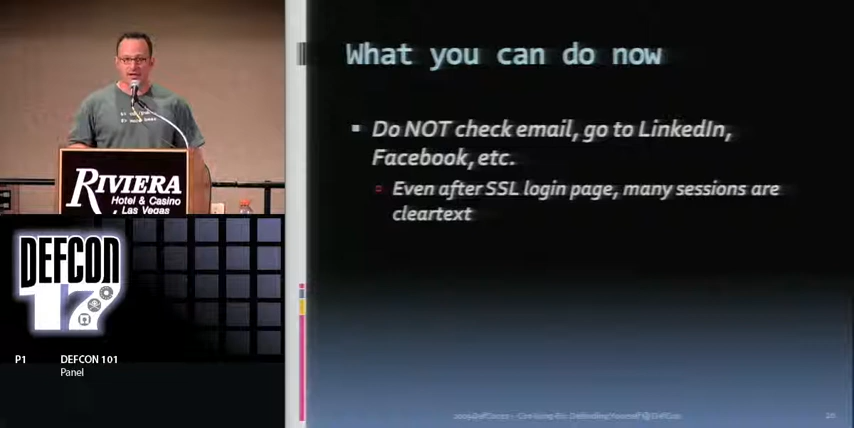 What you can do now
Do NOT check email, go to LinkedIn,
Facebook, etc.
Even after SSL login page, many sessions are
cleartext
RIVIERA
Hotel & Casino
Las Vegas
DEFCON
17
P1 DEFCON 101
Panel